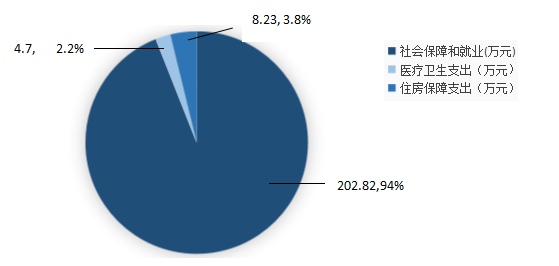 8.23, 3.8%
4.7, 2.2%
社会保障和就业(万元)
医疗卫生支出（万元）
住房保障支出（万元）
202.82,94%